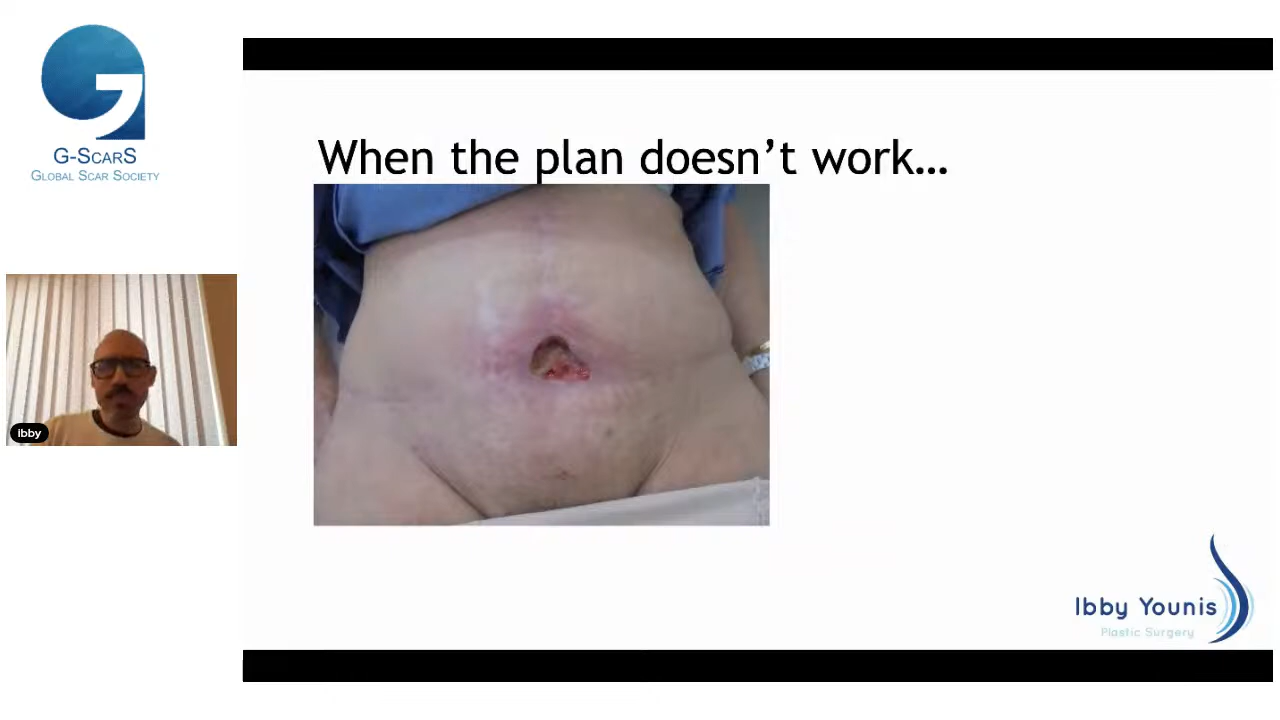 G-ScarS
Global Scar Society
When the plan doesn't work...
ibby
Ibby Younis
Plastic Surgery